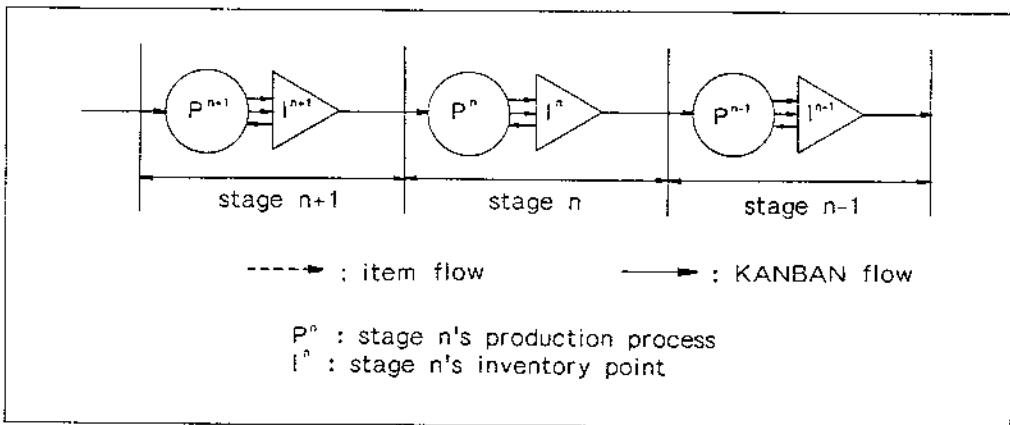 P^{n+1} I^{n+1} P^n I^n P^{n-1} I^{n+1}
stage n+1 stage n stage n-1
: item flow : KANBAN flow
P^n : stage n's production process
I^n : stage n's inventory point